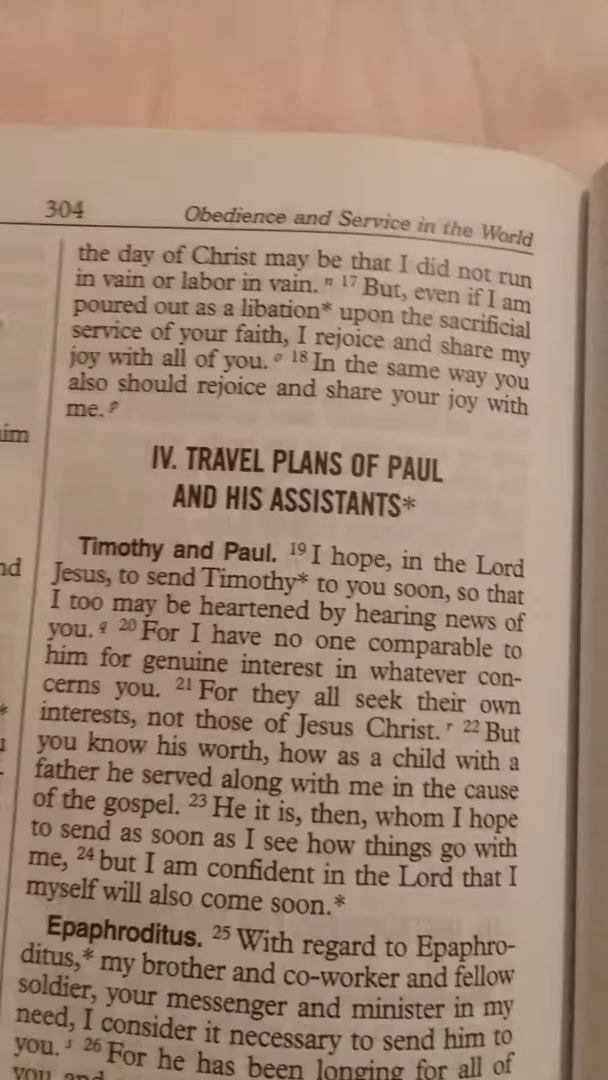 304
Obedience and Service in the World
the day of Christ may be that I did not run
in vain or labor in vain. ⁿ ¹⁷ But, even if I am
poured out as a libation* upon the sacrificial
service of your faith, I rejoice and share my
joy with all of you. ᵒ ¹⁸ In the same way you
also should rejoice and share your joy with
me. ᵖ
IV. TRAVEL PLANS OF PAUL
AND HIS ASSISTANTS*
Timothy and Paul. ¹⁹ I hope, in the Lord
Jesus, to send Timothy* to you soon, so that
I too may be heartened by hearing news of
you. q ²⁰ For I have no one comparable to
him for genuine interest in whatever con-
cerns you. ²¹ For they all seek their own
interests, not those of Jesus Christ. ʳ ²² But
you know his worth, how as a child with a
father he served along with me in the cause
of the gospel. ²³ He it is, then, whom I hope
to send as soon as I see how things go with
me, ²⁴ but I am confident in the Lord that I
myself will also come soon.*
Epaphroditus. ²⁵ With regard to Epaphro-
ditus,* my brother and co-worker and fellow
soldier, your messenger and minister in my
need, I consider it necessary to send him to
you. ˢ ²⁶ For he has been longing for all of
you and